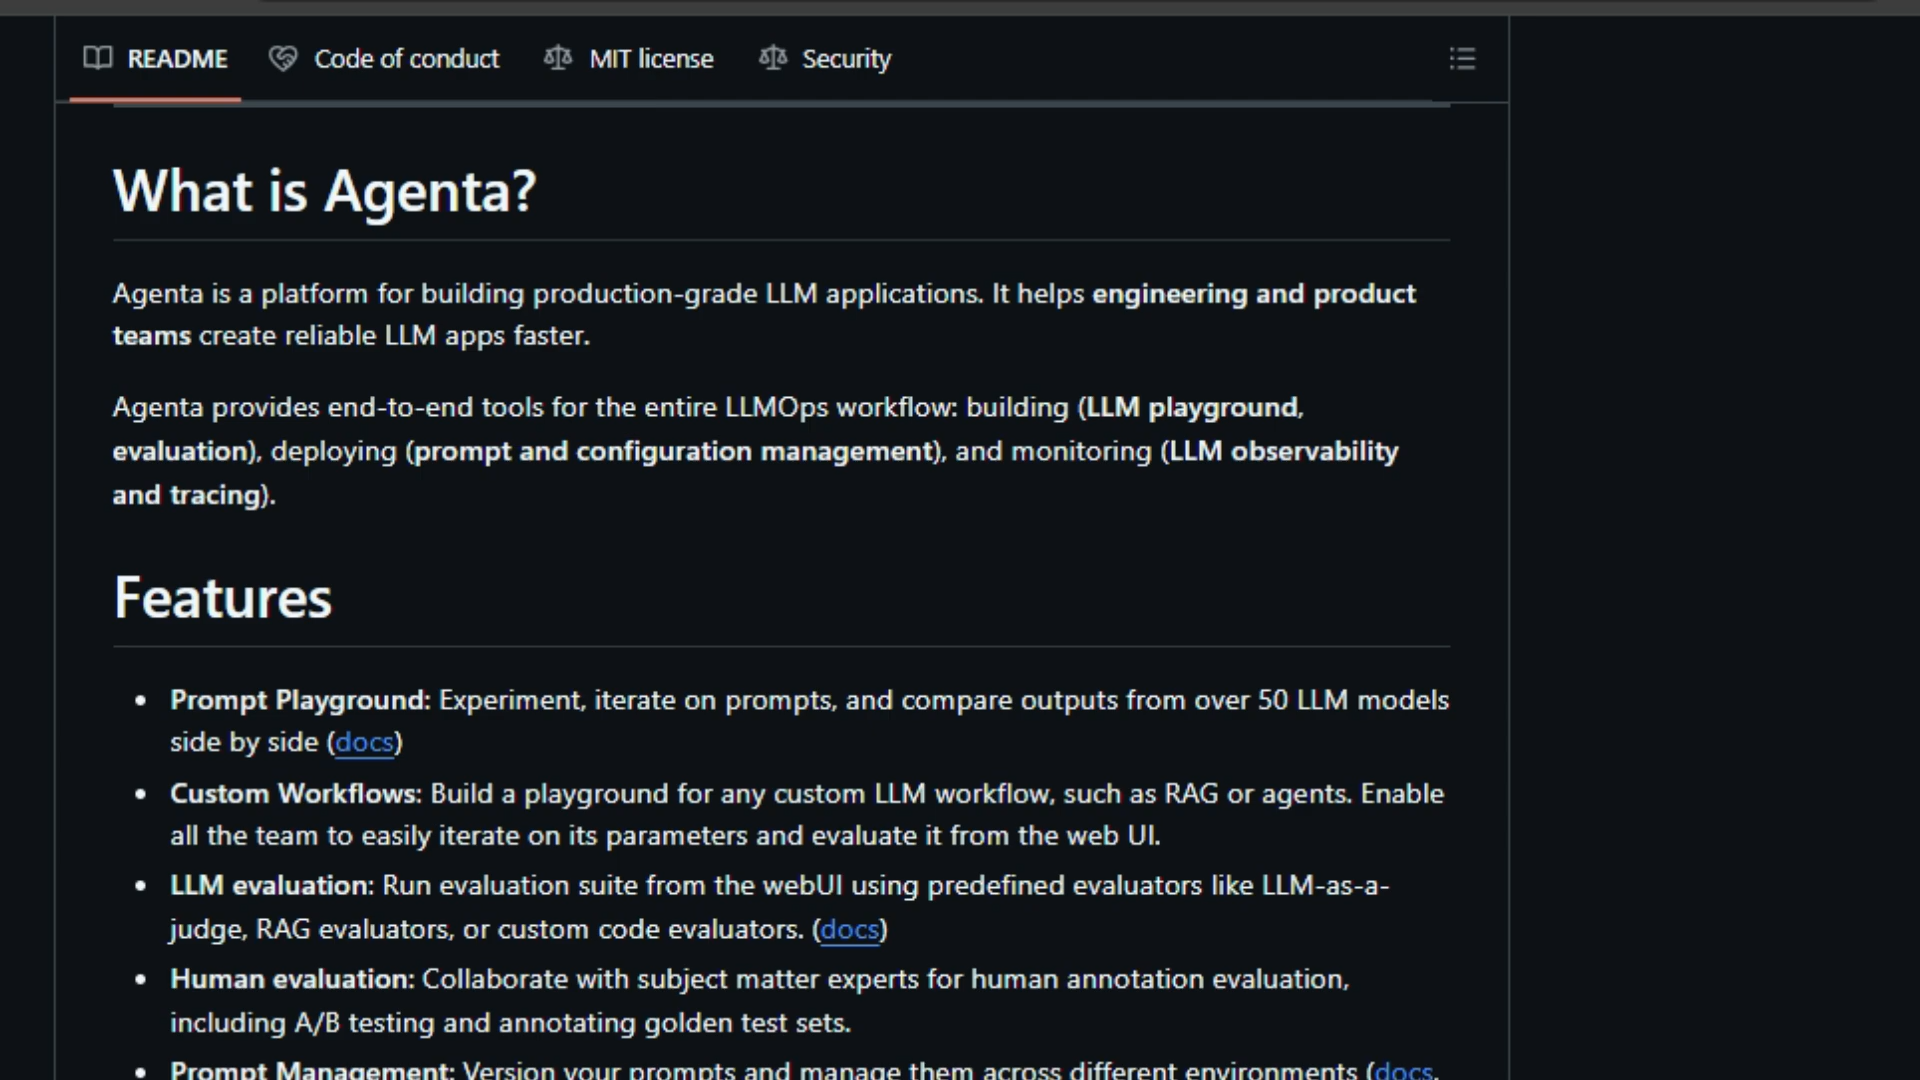 README Code of conduct MIT license Security
What is Agenta?
Agenta is a platform for building production-grade LLM applications. It helps engineering and product
teams create reliable LLM apps faster.
Agenta provides end-to-end tools for the entire LLMOps workflow: building (LLM playground,
evaluation), deploying (prompt and configuration management), and monitoring (LLM observability
and tracing).
Features
• Prompt Playground: Experiment, iterate on prompts, and compare outputs from over 50 LLM models
side by side (docs)
• Custom Workflows: Build a playground for any custom LLM workflow, such as RAG or agents. Enable
all the team to easily iterate on its parameters and evaluate it from the web UI.
• LLM evaluation: Run evaluation suite from the webUI using predefined evaluators like LLM-as-a-
judge, RAG evaluators, or custom code evaluators. (docs)
• Human evaluation: Collaborate with subject matter experts for human annotation evaluation,
including A/B testing and annotating golden test sets.
• Prompt Management: Version your prompts and manage them across different environments (docs,